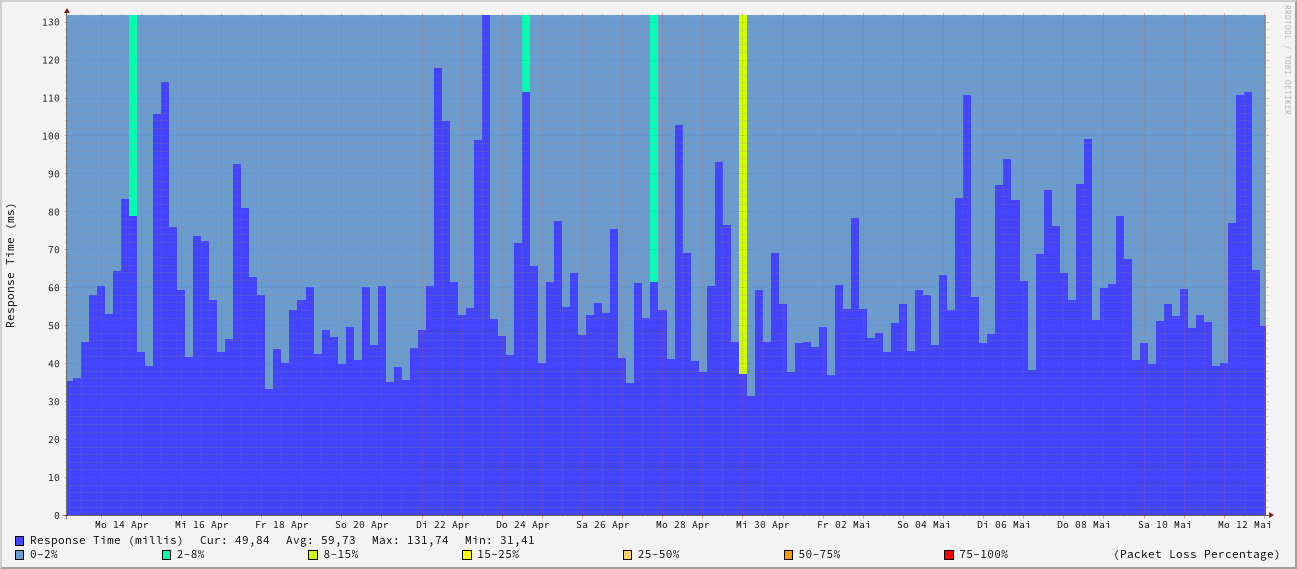 RRDTOOL / TOBI OETIKER
Response Time (ms)
130
120
110
100
90
80
70
60
50
40
30
20
10
0
Mo 14 Apr Mi 16 Apr Fr 18 Apr So 20 Apr Di 22 Apr Do 24 Apr Sa 26 Apr Mo 28 Apr Mi 30 Apr Fr 02 Mai So 04 Mai Di 06 Mai Do 08 Mai Sa 10 Mai Mo 12 Mai
Response Time (millis) Cur: 49,84 Avg: 59,73 Max: 131,74 Min: 31,41
0-2% 2-8% 8-15% 15-25% 25-50% 50-75% 75-100% (Packet Loss Percentage)